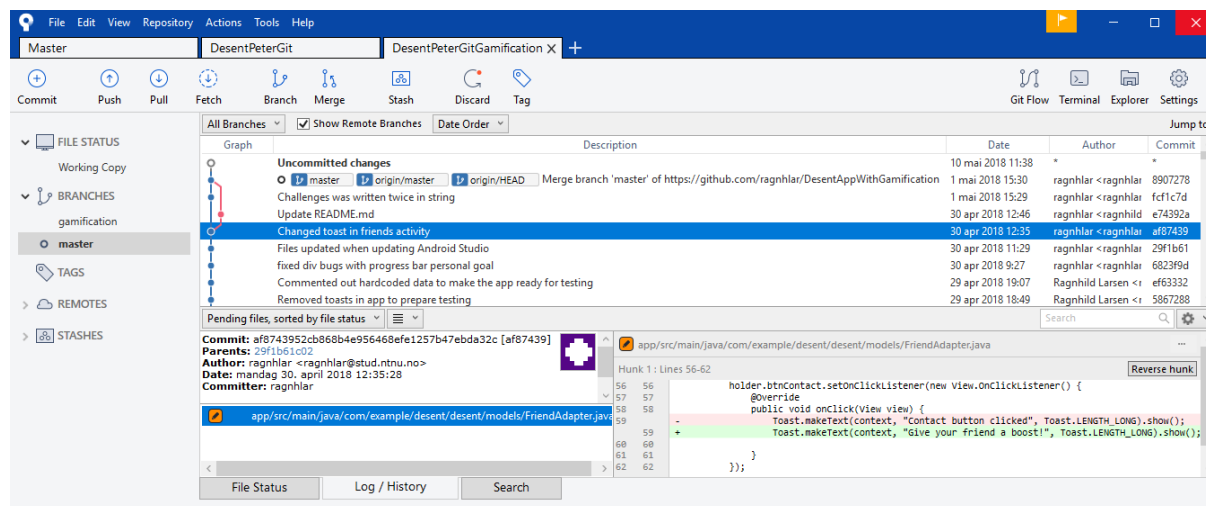 File Edit View Repository Actions Tools Help
Master DesentPeterGit DesentPeterGitGamification
Commit Push Pull Fetch Branch Merge Stash Discard Tag Git Flow Terminal Explorer Settings
All Branches Show Remote Branches Date Order Jump to
FILE STATUS
Working Copy
BRANCHES
gamification
master
TAGS
REMOTES
STASHES
Graph Description Date Author Commit
Uncommitted changes 10 mai 2018 11:38 * *
master origin/master origin/HEAD Merge branch 'master' of https://github.com/ragnhlar/DesentAppWithGamification 1 mai 2018 15:30 ragnhlar <ragnhlar 8907278
Challenges was written twice in string 1 mai 2018 15:29 ragnhlar <ragnhlar fcf1c7d
Update README.md 30 apr 2018 12:46 ragnhlar <ragnhild e74392a
Changed toast in friends activity 30 apr 2018 12:35 ragnhlar <ragnhlar af87439
Files updated when updating Android Studio 30 apr 2018 11:29 ragnhlar <ragnhlar 29f1b61
fixed div bugs with progress bar personal goal 30 apr 2018 9:27 ragnhlar <ragnhlar 6823f9d
Commented out hardcoded data to make the app ready for testing 29 apr 2018 19:07 Ragnhild Larsen <r ef63332
Removed toasts in app to prepare testing 29 apr 2018 18:49 Ragnhild Larsen <r 5867288
Pending files, sorted by file status Search
Commit: af8743952cb868b4e956468efe1257b47ebda32c [af87439]
Parents: 29f1b61c02
Author: ragnhlar <ragnhlar@stud.ntnu.no>
Date: mandag 30. april 2018 12:35:28
Committer: ragnhlar
app/src/main/java/com/example/desent/desent/models/FriendAdapter.java
app/src/main/java/com/example/desent/desent/models/FriendAdapter.java
Hunk 1 : Lines 56-62 Reverse hunk
56 56 holder.btnContact.setOnClickListener(new View.OnClickListener() {
57 57 @Override
58 58 public void onClick(View view) {
59 - Toast.makeText(context, "Contact button clicked", Toast.LENGTH_LONG).show();
59 + Toast.makeText(context, "Give your friend a boost!", Toast.LENGTH_LONG).show();
60 60
61 61 }
62 62 });
File Status Log / History Search